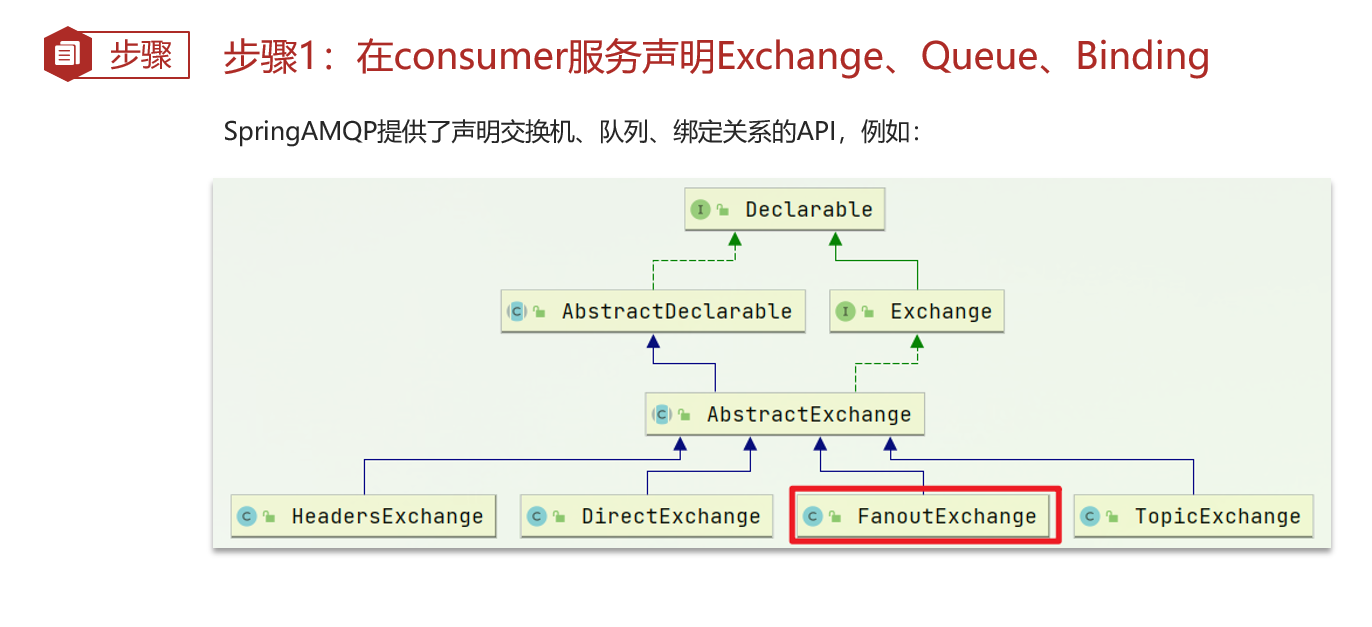 步骤 步骤1：在consumer服务声明Exchange、Queue、Binding
SpringAMQP提供了声明交换机、队列、绑定关系的API，例如：
I Declarable
C AbstractDeclarable I Exchange
C AbstractExchange
C HeadersExchange C DirectExchange C FanoutExchange C TopicExchange